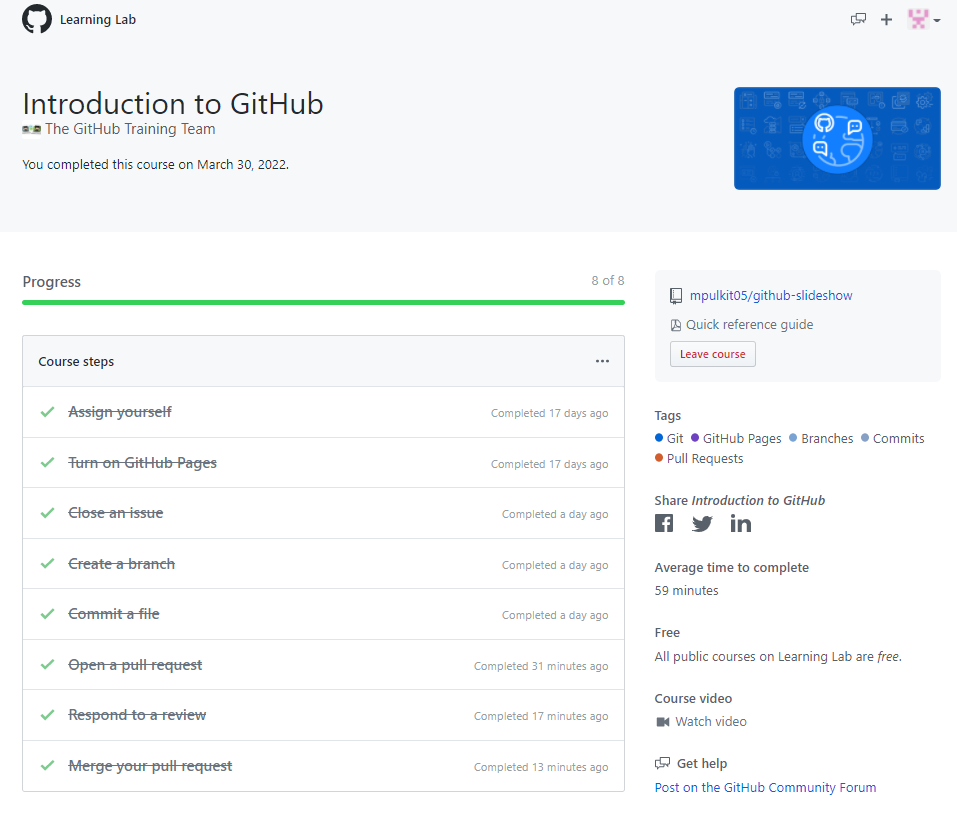 Learning Lab
Introduction to GitHub
The GitHub Training Team
You completed this course on March 30, 2022.
Progress
8 of 8
Course steps
Assign yourself
Completed 17 days ago
Turn on GitHub Pages
Completed 17 days ago
Close an issue
Completed a day ago
Create a branch
Completed a day ago
Commit a file
Completed a day ago
Open a pull request
Completed 31 minutes ago
Respond to a review
Completed 17 minutes ago
Merge your pull request
Completed 13 minutes ago
mpulkit05/github-slideshow
Quick reference guide
Leave course
Tags
Git GitHub Pages Branches Commits
Pull Requests
Share Introduction to GitHub
Average time to complete
59 minutes
Free
All public courses on Learning Lab are free.
Course video
Watch video
Get help
Post on the GitHub Community Forum